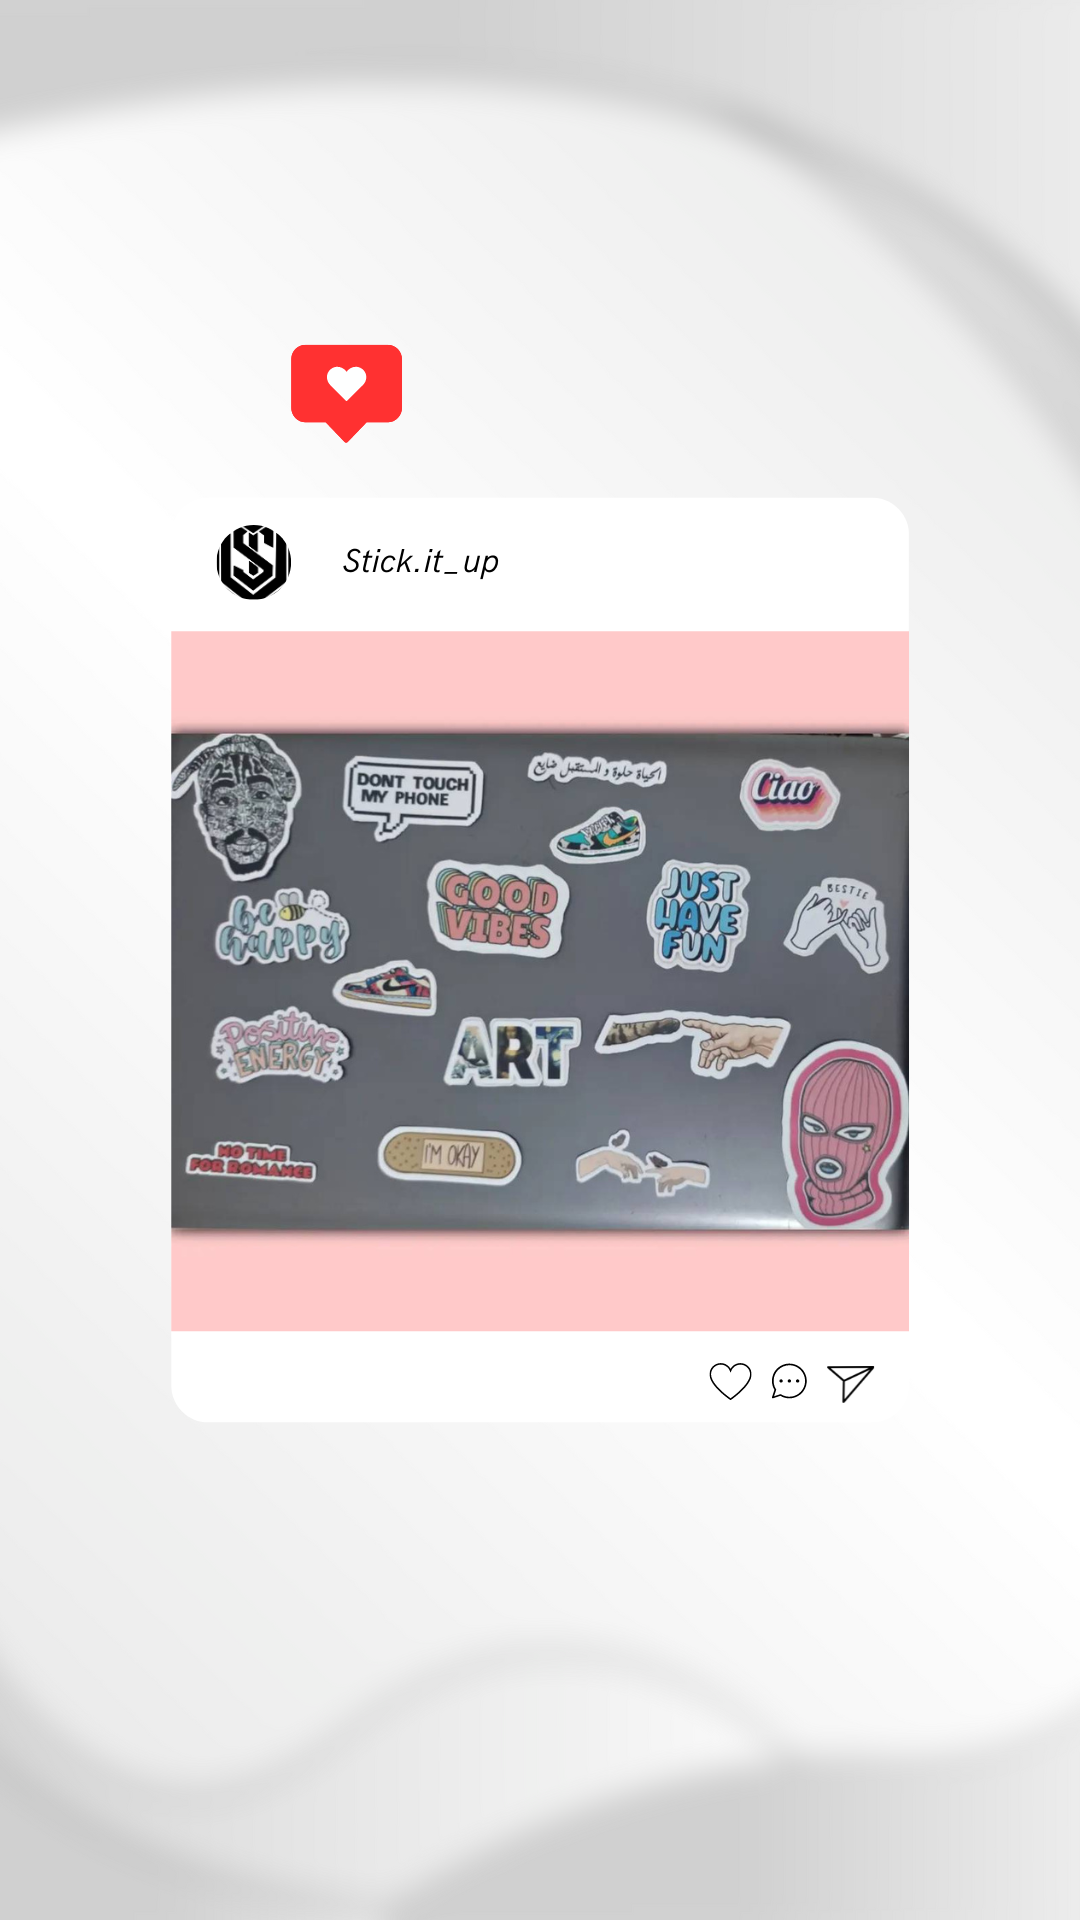 Stick.it_up
2PAC
DONT TOUCH
MY PHONE
الحياة حلوة و المستقبل ضايع
Ciao
be
happy
GOOD
VIBES
JUST
HAVE
FUN
BESTIE
Positive
ENERGY
ART
NO TIME
FOR ROMANCE
I'M OKAY